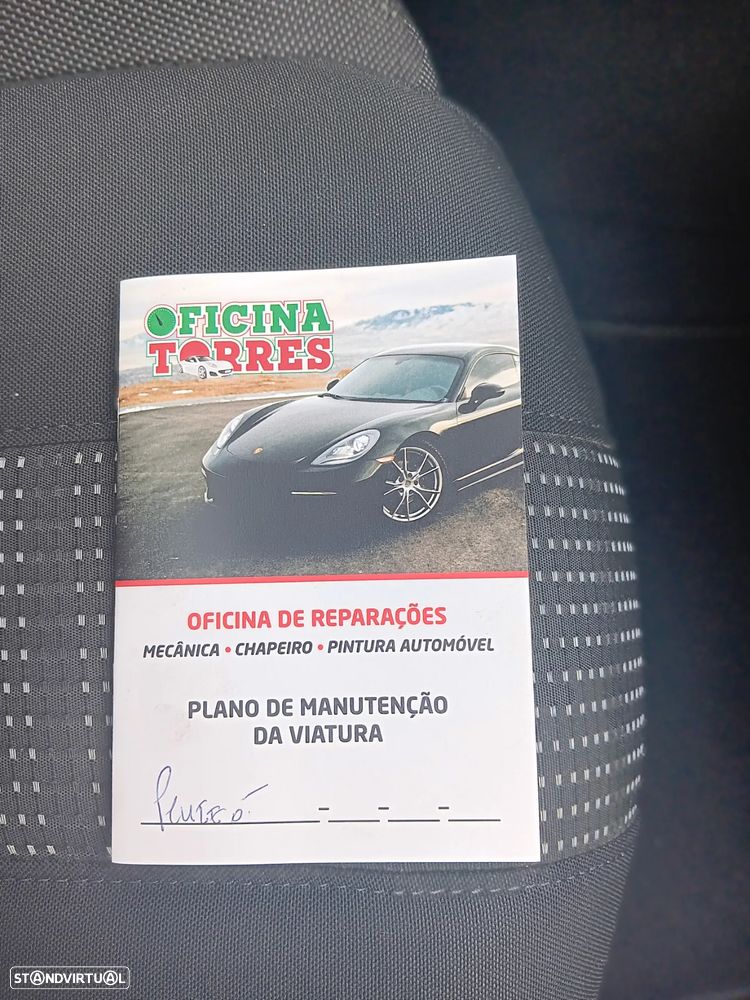 OFICINA
TORRES
OFICINA DE REPARAÇÕES
MECÂNICA • CHAPEIRO • PINTURA AUTOMÓVEL
PLANO DE MANUTENÇÃO
DA VIATURA
STANDVIRTUAL